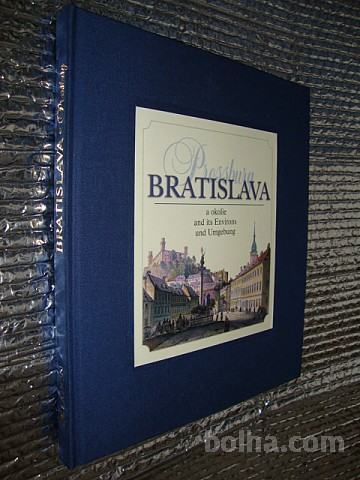 BRATISLAVA
Pressburg
BRATISLAVA
a okolie
and its Environs
und Umgebung
bolha.com